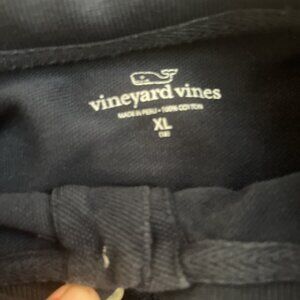 vineyard vines
MADE IN PERU • 100% COTTON
XL